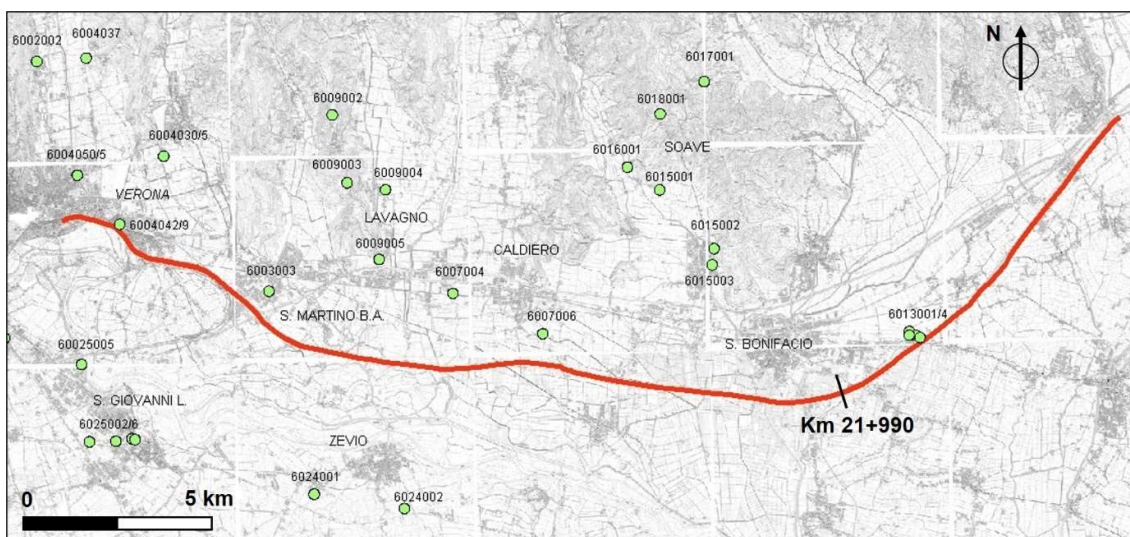 6002002
6004037
N
6017001
6009002
6018001
6004030/5
6004050/5
6009003
6016001
SOAVE
6009004
6015001
VERONA
LAVAGNO
6004042/9
6015002
CALDIERO
6009005
6015003
6007004
6003003
6013001/4
S. MARTINO B.A.
6007006
S. BONIFACIO
60025005
S. GIOVANNI L.
Km 21+990
6025002/6
ZEVIO
6024001
6024002
0 5 km